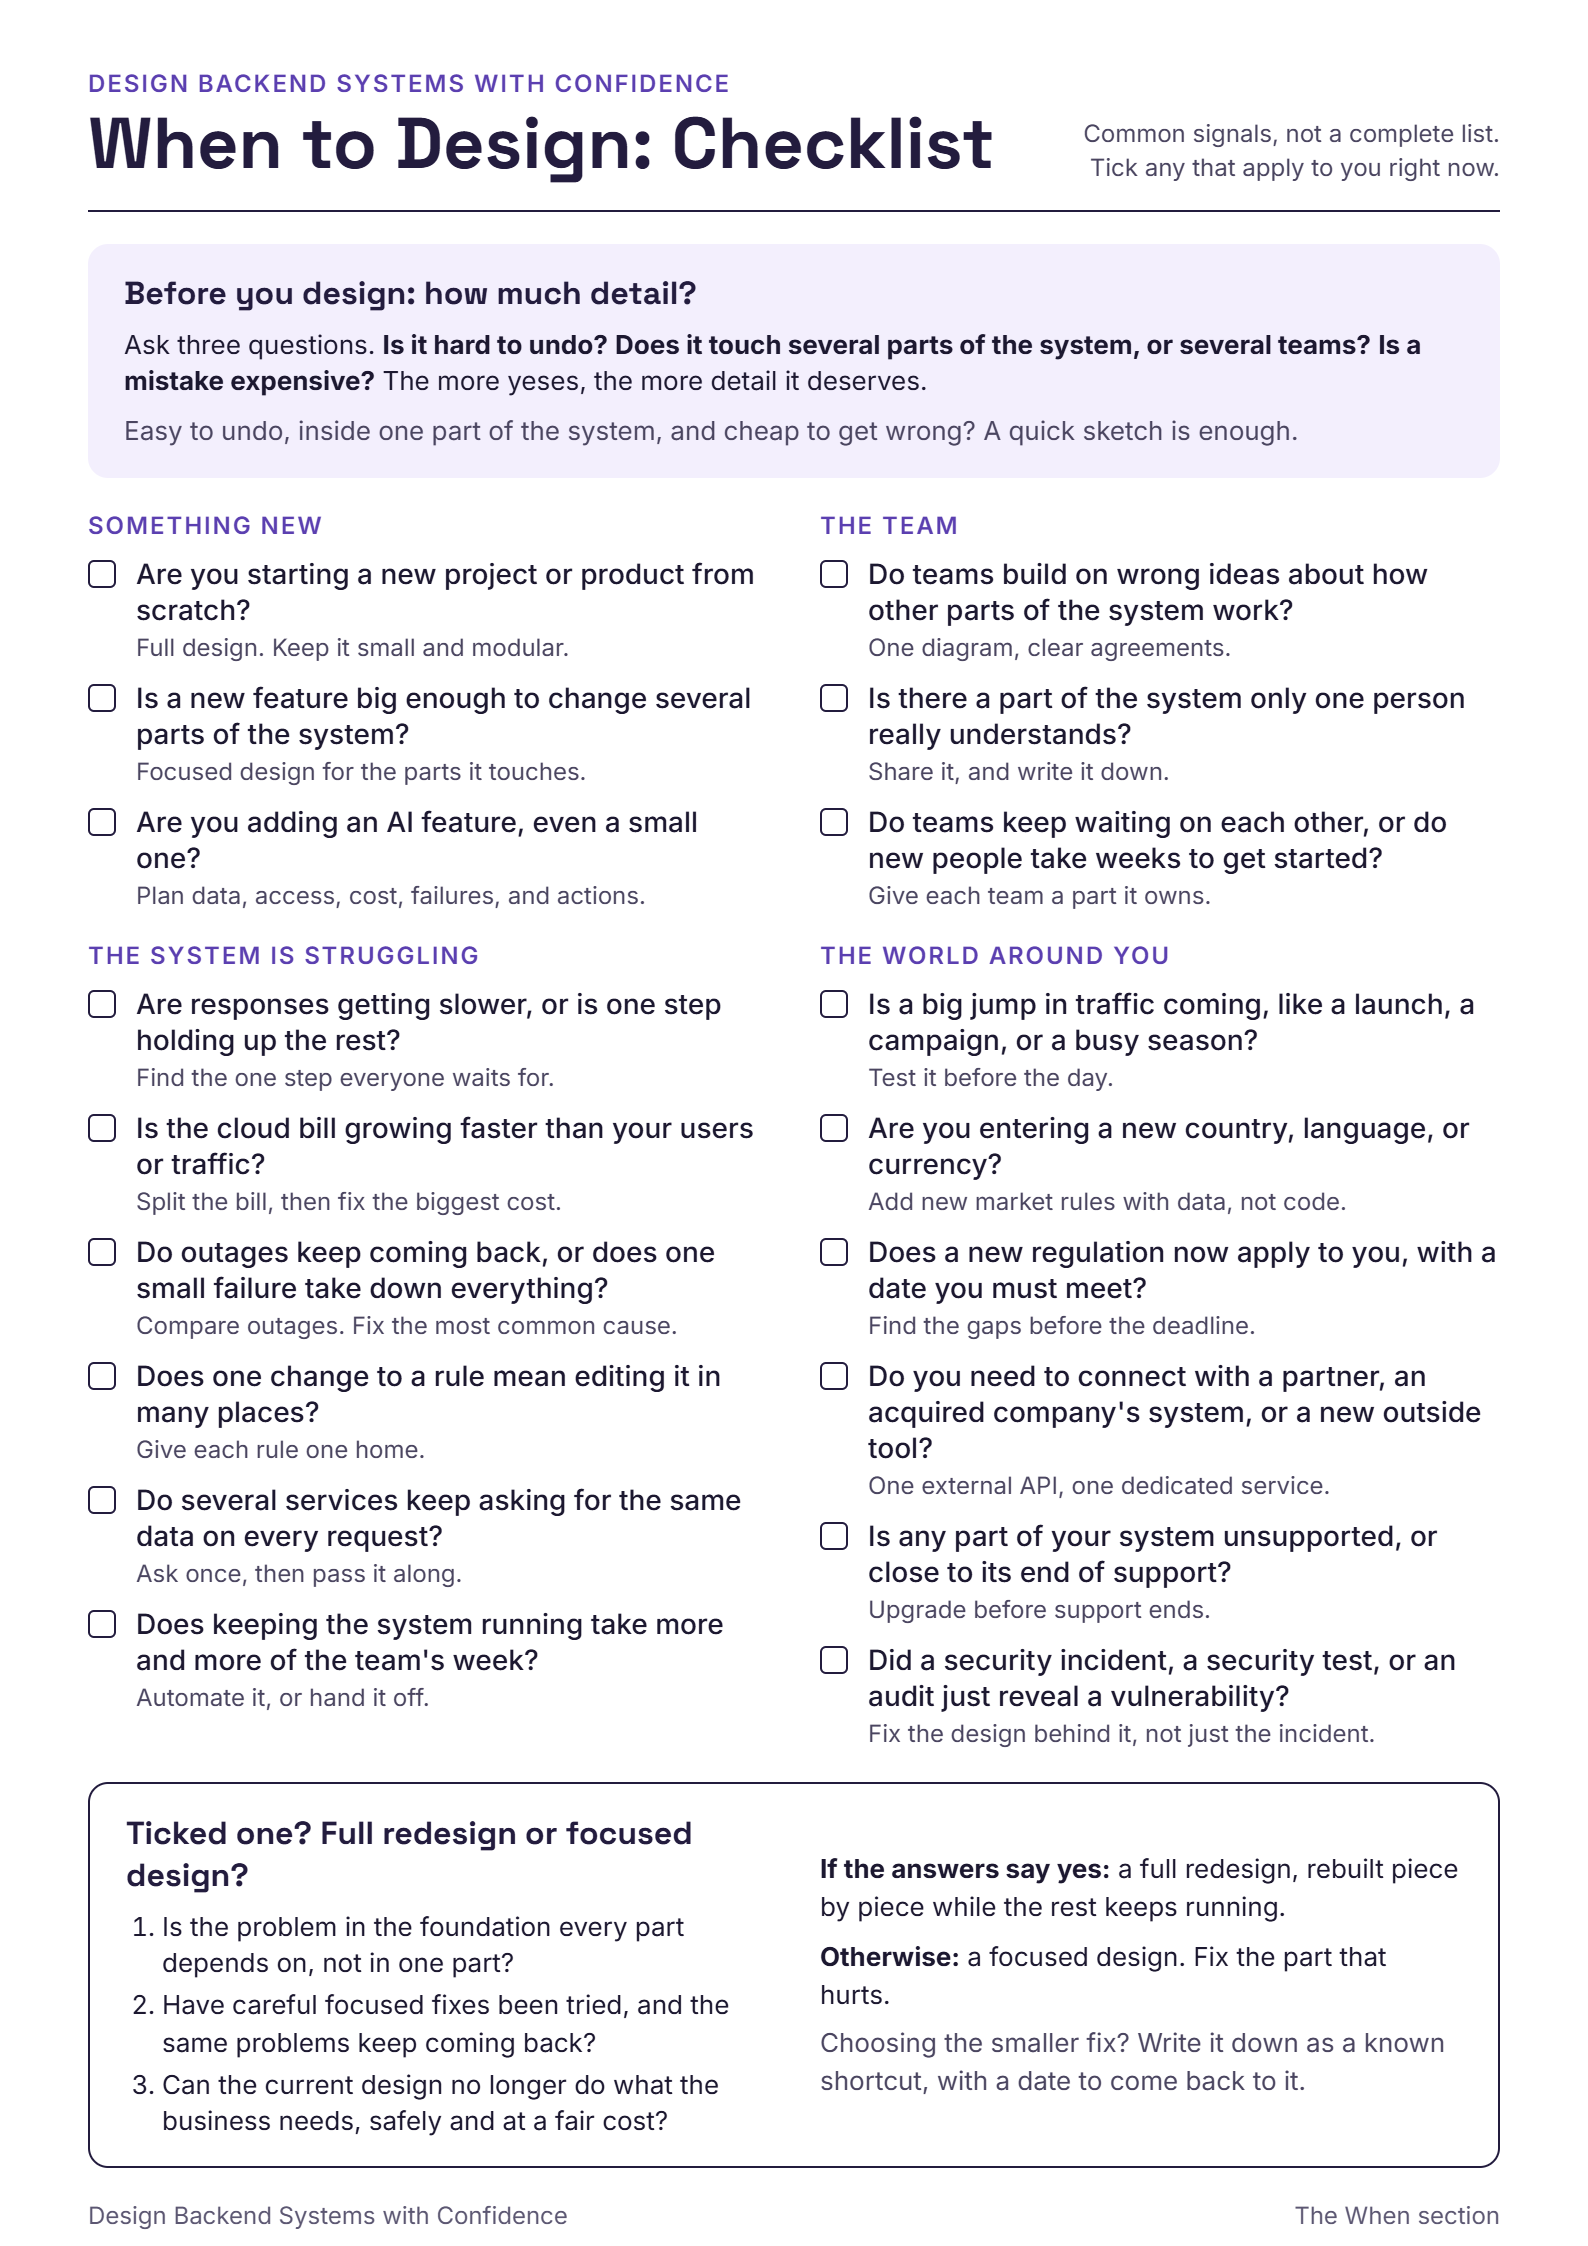 DESIGN BACKEND SYSTEMS WITH CONFIDENCE
When to Design: Checklist
Common signals, not a complete list.
Tick any that apply to you right now.
Before you design: how much detail?
Ask three questions. Is it hard to undo? Does it touch several parts of the system, or several teams? Is a
mistake expensive? The more yeses, the more detail it deserves.
Easy to undo, inside one part of the system, and cheap to get wrong? A quick sketch is enough.
SOMETHING NEW
Are you starting a new project or product from
scratch?
Full design. Keep it small and modular.
Is a new feature big enough to change several
parts of the system?
Focused design for the parts it touches.
Are you adding an AI feature, even a small
one?
Plan data, access, cost, failures, and actions.
THE SYSTEM IS STRUGGLING
Are responses getting slower, or is one step
holding up the rest?
Find the one step everyone waits for.
Is the cloud bill growing faster than your users
or traffic?
Split the bill, then fix the biggest cost.
Do outages keep coming back, or does one
small failure take down everything?
Compare outages. Fix the most common cause.
Does one change to a rule mean editing it in
many places?
Give each rule one home.
Do several services keep asking for the same
data on every request?
Ask once, then pass it along.
Does keeping the system running take more
and more of the team's week?
Automate it, or hand it off.
THE TEAM
Do teams build on wrong ideas about how
other parts of the system work?
One diagram, clear agreements.
Is there a part of the system only one person
really understands?
Share it, and write it down.
Do teams keep waiting on each other, or do
new people take weeks to get started?
Give each team a part it owns.
THE WORLD AROUND YOU
Is a big jump in traffic coming, like a launch, a
campaign, or a busy season?
Test it before the day.
Are you entering a new country, language, or
currency?
Add new market rules with data, not code.
Does a new regulation now apply to you, with a
date you must meet?
Find the gaps before the deadline.
Do you need to connect with a partner, an
acquired company's system, or a new outside
tool?
One external API, one dedicated service.
Is any part of your system unsupported, or
close to its end of support?
Upgrade before support ends.
Did a security incident, a security test, or an
audit just reveal a vulnerability?
Fix the design behind it, not just the incident.
Ticked one? Full redesign or focused
design?
1. Is the problem in the foundation every part
depends on, not in one part?
2. Have careful focused fixes been tried, and the
same problems keep coming back?
3. Can the current design no longer do what the
business needs, safely and at a fair cost?
If the answers say yes: a full redesign, rebuilt piece
by piece while the rest keeps running.
Otherwise: a focused design. Fix the part that
hurts.
Choosing the smaller fix? Write it down as a known
shortcut, with a date to come back to it.
Design Backend Systems with Confidence
The When section